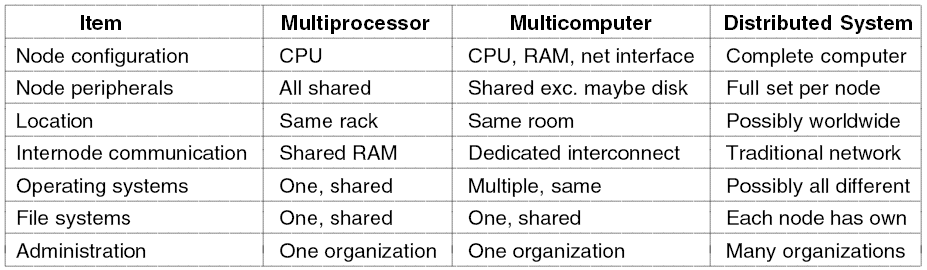 Item Multiprocessor Multicomputer Distributed System
Node configuration CPU CPU, RAM, net interface Complete computer
Node peripherals All shared Shared exc. maybe disk Full set per node
Location Same rack Same room Possibly worldwide
Internode communication Shared RAM Dedicated interconnect Traditional network
Operating systems One, shared Multiple, same Possibly all different
File systems One, shared One, shared Each node has own
Administration One organization One organization Many organizations